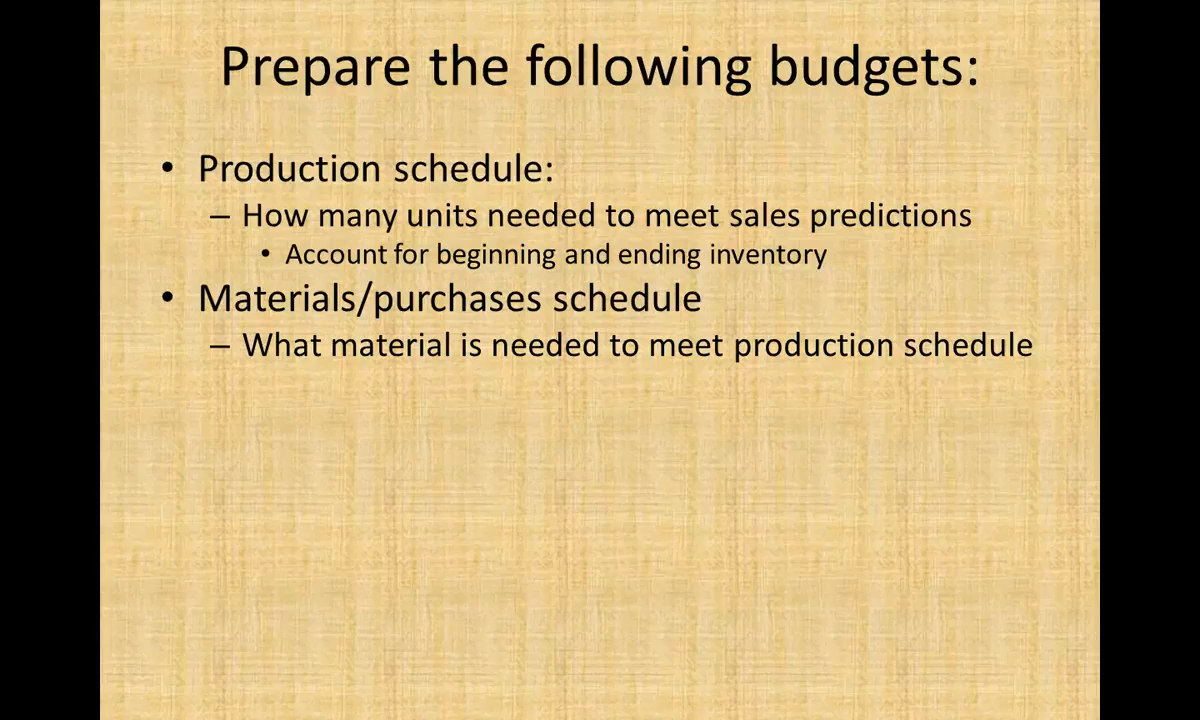 Prepare the following budgets:
• Production schedule:
– How many units needed to meet sales predictions
• Account for beginning and ending inventory
• Materials/purchases schedule
– What material is needed to meet production schedule